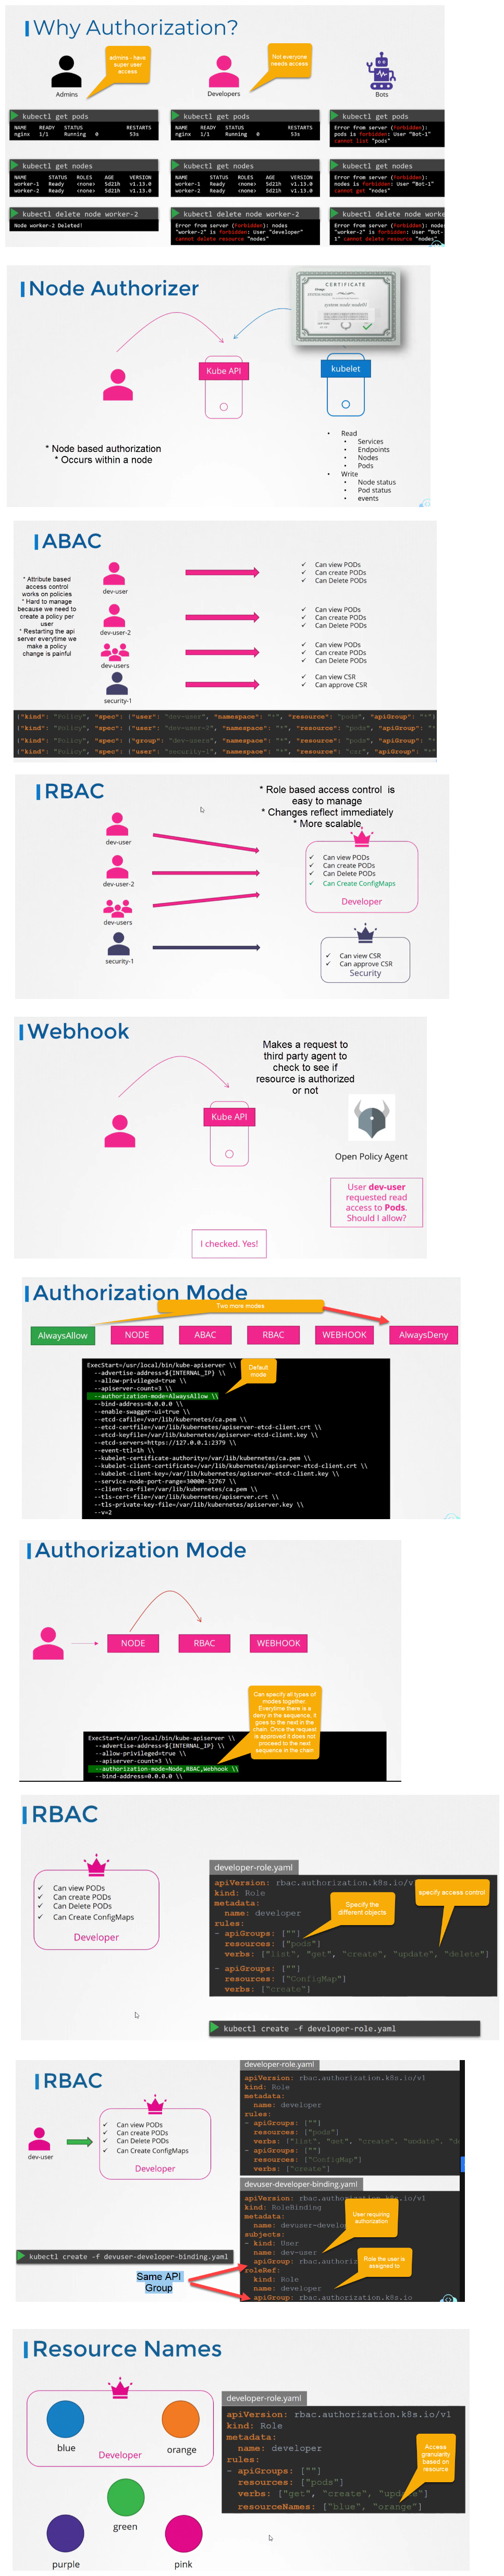 Why Authorization?
admins - have
super user
access
Not everyone
needs access
Admins
Developers
Bots
kubectl get pods
NAME READY STATUS RESTARTS
nginx 1/1 Running 0 53s
kubectl get pods
NAME READY STATUS RESTARTS
nginx 1/1 Running 0 53s
kubectl get pods
Error from server (Forbidden):
pods is forbidden: User "Bot-1"
cannot list "pods"
kubectl get nodes
NAME STATUS ROLES AGE VERSION
worker-1 Ready <none> 5d21h v1.13.0
worker-2 Ready <none> 5d21h v1.13.0
kubectl get nodes
NAME STATUS ROLES AGE VERSION
worker-1 Ready <none> 5d21h v1.13.0
worker-2 Ready <none> 5d21h v1.13.0
kubectl get nodes
Error from server (Forbidden):
nodes is forbidden: User "Bot-1"
cannot get "nodes"
kubectl delete node worker-2
Node worker-2 Deleted!
kubectl delete node worker-2
Error from server (Forbidden): nodes
"worker-2" is forbidden: User "developer"
cannot delete resource "nodes"
kubectl delete node worke
Error from server (Forbidden): nodes
"worker-2" is forbidden: User "Bot-
1" cannot delete resource "nodes"
Node Authorizer
CERTIFICATE
Kube API
kubelet
* Node based authorization
* Occurs within a node
• Read
• Services
• Endpoints
• Nodes
• Pods
• Write
• Node status
• Pod status
• events
ABAC
* Attribute based
access control
works on policies
* Hard to manage
because we need to
create a policy per
user
* Restarting the api
server everytime we
make a policy
change is painful
dev-user
✓ Can view PODs
✓ Can create PODs
✓ Can Delete PODs
dev-user-2
✓ Can view PODs
✓ Can create PODs
✓ Can Delete PODs
dev-users
✓ Can view PODs
✓ Can create PODs
✓ Can Delete PODs
security-1
✓ Can view CSR
✓ Can approve CSR
{"kind": "Policy", "spec": {"user": "dev-user", "namespace": "*", "resource": "pods", "apiGroup": "*"}
{"kind": "Policy", "spec": {"user": "dev-user-2", "namespace": "*", "resource": "pods", "apiGroup": "*
{"kind": "Policy", "spec": {"group": "dev-users", "namespace": "*", "resource": "pods", "apiGroup": "*
{"kind": "Policy", "spec": {"user": "security-1", "namespace": "*", "resource": "csr", "apiGroup": "*"
RBAC
* Role based access control is
easy to manage
* Changes reflect immediately
* More scalable
dev-user
dev-user-2
dev-users
security-1
✓ Can view PODs
✓ Can create PODs
✓ Can Delete PODs
✓ Can Create ConfigMaps
Developer
✓ Can view CSR
✓ Can approve CSR
Security
Webhook
Makes a request to
third party agent to
check to see if
resource is authorized
or not
Kube API
Open Policy Agent
User dev-user
requested read
access to Pods.
Should I allow?
I checked. Yes!
Authorization Mode
Two more modes
AlwaysAllow
NODE
ABAC
RBAC
WEBHOOK
AlwaysDeny
Default
mode
ExecStart=/usr/local/bin/kube-apiserver \\
--advertise-address=${INTERNAL_IP} \\
--allow-privileged=true \\
--apiserver-count=3 \\
--authorization-mode=AlwaysAllow \\
--bind-address=0.0.0.0 \\
--enable-swagger-ui=true \\
--etcd-cafile=/var/lib/kubernetes/ca.pem \\
--etcd-certfile=/var/lib/kubernetes/apiserver-etcd-client.crt \\
--etcd-keyfile=/var/lib/kubernetes/apiserver-etcd-client.key \\
--etcd-servers=https://127.0.0.1:2379 \\
--event-ttl=1h \\
--kubelet-certificate-authority=/var/lib/kubernetes/ca.pem \\
--kubelet-client-certificate=/var/lib/kubernetes/apiserver-etcd-client.crt \\
--kubelet-client-key=/var/lib/kubernetes/apiserver-etcd-client.key \\
--service-node-port-range=30000-32767 \\
--client-ca-file=/var/lib/kubernetes/ca.pem \\
--tls-cert-file=/var/lib/kubernetes/apiserver.crt \\
--tls-private-key-file=/var/lib/kubernetes/apiserver.key \\
--v=2
Authorization Mode
NODE
RBAC
WEBHOOK
Can specify all types of
modes together.
Everytime there is a
deny in the sequence, it
goes to the next in the
chain. Once the request
is approved it does not
proceed to the next
sequence in the chain
ExecStart=/usr/local/bin/kube-apiserver \\
--advertise-address=${INTERNAL_IP} \\
--allow-privileged=true \\
--apiserver-count=3 \\
--authorization-mode=Node,RBAC,Webhook \\
--bind-address=0.0.0.0 \\
RBAC
✓ Can view PODs
✓ Can create PODs
✓ Can Delete PODs
✓ Can Create ConfigMaps
Developer
developer-role.yaml
apiVersion: rbac.authorization.k8s.io/v1
kind: Role
metadata:
name: developer
rules:
- apiGroups: [""]
resources: ["pods"]
verbs: ["list", "get", "create", "update", "delete"]
- apiGroups: [""]
resources: ["ConfigMap"]
verbs: ["create"]
Specify the
different objects
specify access control
kubectl create -f developer-role.yaml
RBAC
dev-user
✓ Can view PODs
✓ Can create PODs
✓ Can Delete PODs
✓ Can Create ConfigMaps
Developer
developer-role.yaml
apiVersion: rbac.authorization.k8s.io/v1
kind: Role
metadata:
name: developer
rules:
- apiGroups: [""]
resources: ["pods"]
verbs: ["list", "get", "create", "update", "de
- apiGroups: [""]
resources: ["ConfigMap"]
verbs: ["create"]
devuser-developer-binding.yaml
apiVersion: rbac.authorization.k8s.io/v1
kind: RoleBinding
metadata:
name: devuser-develo
subjects:
- kind: User
name: dev-user
apiGroup: rbac.authoriz
roleRef:
kind: Role
name: developer
apiGroup: rbac.authorization.k8s.io
User requiring
authorization
Role the user is
assigned to
kubectl create -f devuser-developer-binding.yaml
Same API
Group
Resource Names
blue
orange
Developer
green
purple
pink
developer-role.yaml
apiVersion: rbac.authorization.k8s.io/v1
kind: Role
metadata:
name: developer
rules:
- apiGroups: [""]
resources: ["pods"]
verbs: ["get", "create", "update"]
resourceNames: ["blue", "orange"]
Access
granularity
based on
resource